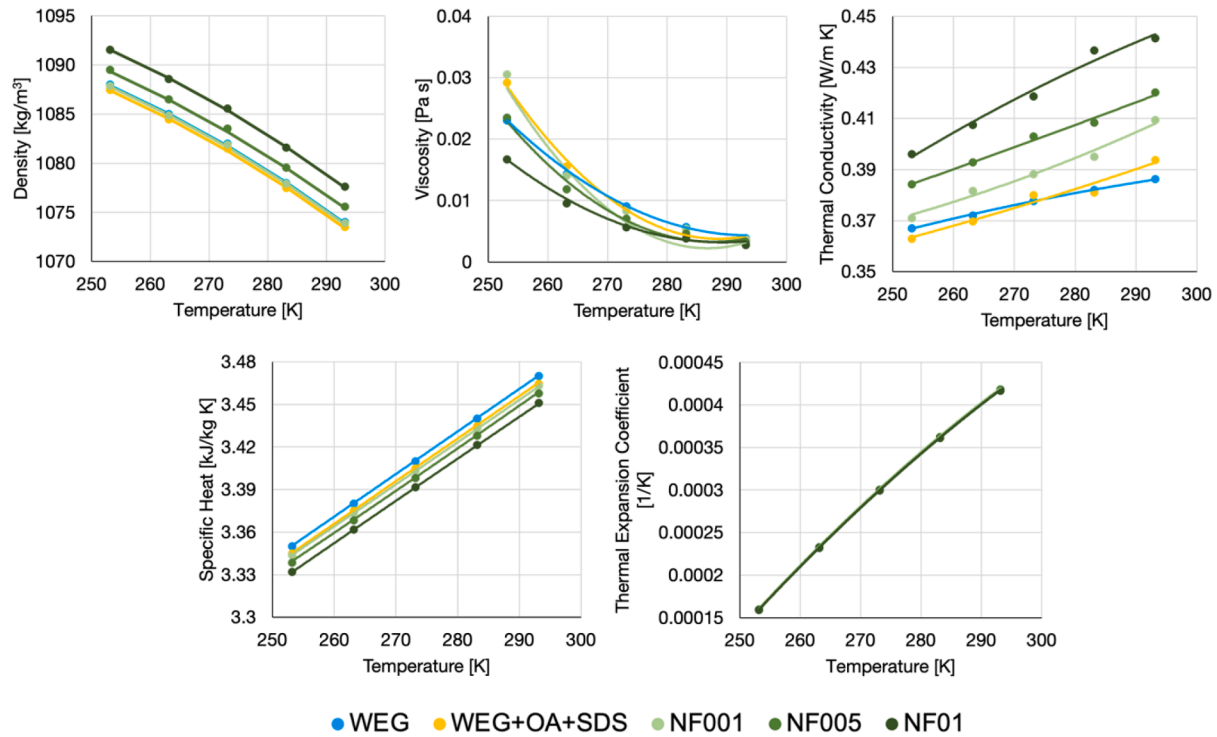 1095
1090
1085
1080
1075
1070
Density [kg/m³]
250 260 270 280 290 300
Temperature [K]
0.04
0.03
0.02
0.01
0
Viscosity [Pa s]
250 260 270 280 290 300
Temperature [K]
0.45
0.43
0.41
0.39
0.37
0.35
Thermal Conductivity [W/m K]
250 260 270 280 290 300
Temperature [K]
3.48
3.45
3.42
3.39
3.36
3.33
3.3
Specific Heat [kJ/kg K]
250 260 270 280 290 300
Temperature [K]
0.00045
0.0004
0.00035
0.0003
0.00025
0.0002
0.00015
Thermal Expansion Coefficient
[1/K]
250 260 270 280 290 300
Temperature [K]
WEG WEG+OA+SDS NF001 NF005 NF01